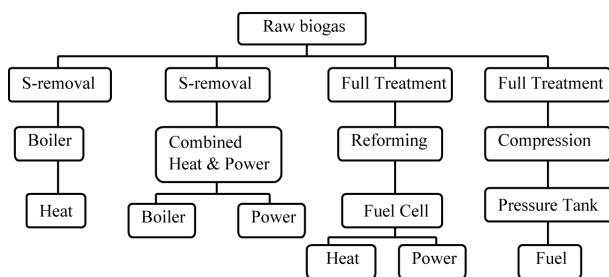 Raw biogas
S-removal
S-removal
Full Treatment
Full Treatment
Boiler
Combined
Heat & Power
Reforming
Compression
Heat
Boiler
Power
Fuel Cell
Pressure Tank
Heat
Power
Fuel